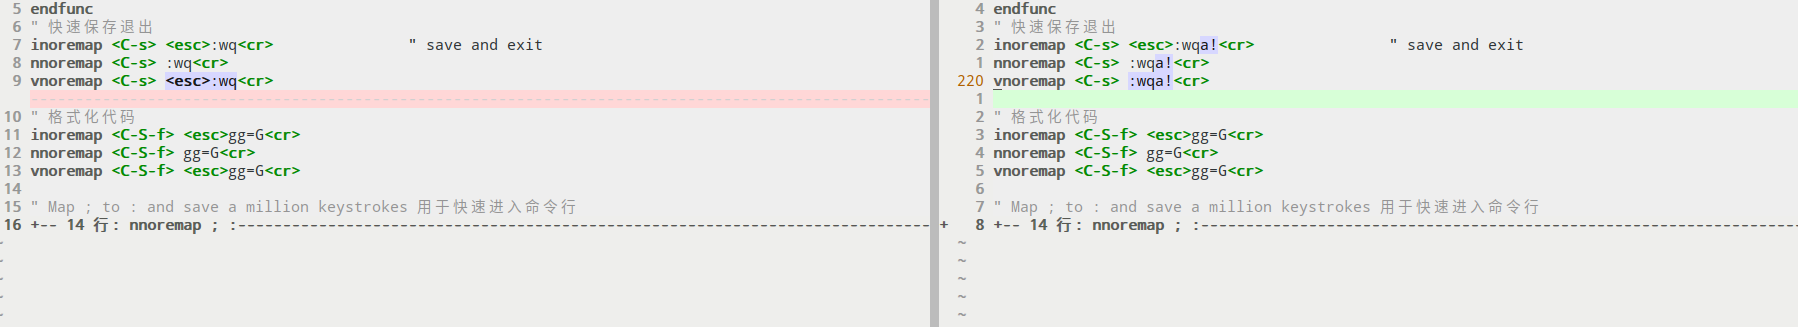 5 endfunc
6 " 快速保存退出
7 inoremap <C-s> <esc>:wq<cr>               " save and exit
8 nnoremap <C-s> :wq<cr>
9 vnoremap <C-s> <esc>:wq<cr>
10 " 格式化代码
11 inoremap <C-S-f> <esc>gg=G<cr>
12 nnoremap <C-S-f> gg=G<cr>
13 vnoremap <C-S-f> <esc>gg=G<cr>
14
15 " Map ; to : and save a million keystrokes 用于快速进入命令行
16 +-- 14 行: nnoremap ; :-----------------------------------------------------------------------------
4 endfunc
3 " 快速保存退出
2 inoremap <C-s> <esc>:wqa!<cr>               " save and exit
1 nnoremap <C-s> :wqa!<cr>
220 vnoremap <C-s> :wqa!<cr>
1
2 " 格式化代码
3 inoremap <C-S-f> <esc>gg=G<cr>
4 nnoremap <C-S-f> gg=G<cr>
5 vnoremap <C-S-f> <esc>gg=G<cr>
6
7 " Map ; to : and save a million keystrokes 用于快速进入命令行
+ 8 +-- 14 行: nnoremap ; :------------------------------------------------------------------
~
~
~
~
~